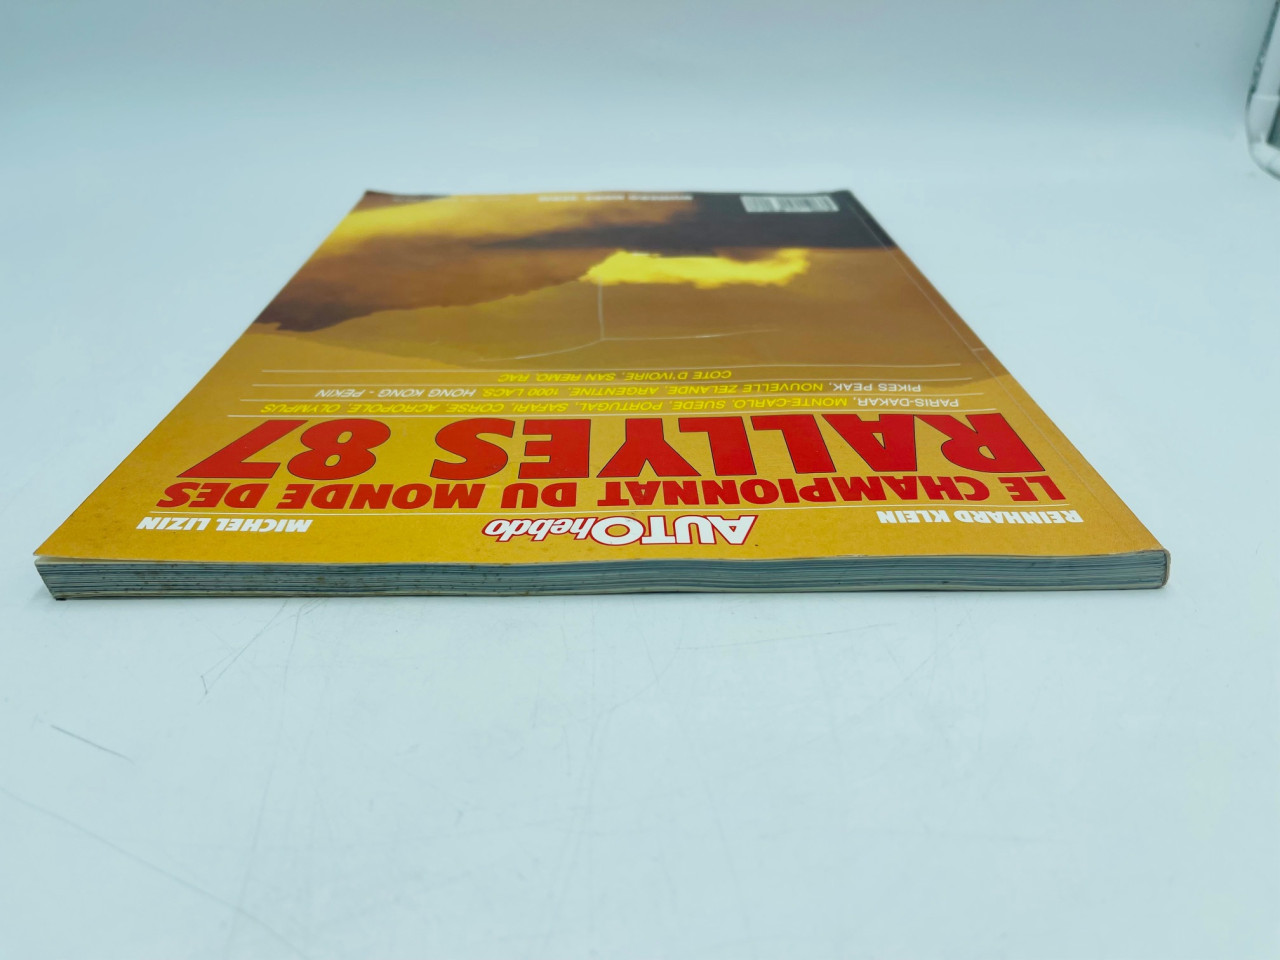 REINHARD KLEIN
AUTOhebdo
MICHEL LIZIN
LE CHAMPIONNAT DU MONDE DES
RALLYES 87
PARIS-DAKAR, MONTE-CARLO, SUEDE, PORTUGAL, SAFARI, CORSE, ACROPOLE, OLYMPUS
PIKES PEAK, NOUVELLE ZELANDE, ARGENTINE, 1000 LACS, HONG KONG - PEKIN
COTE D'IVOIRE, SAN REMO, RAC